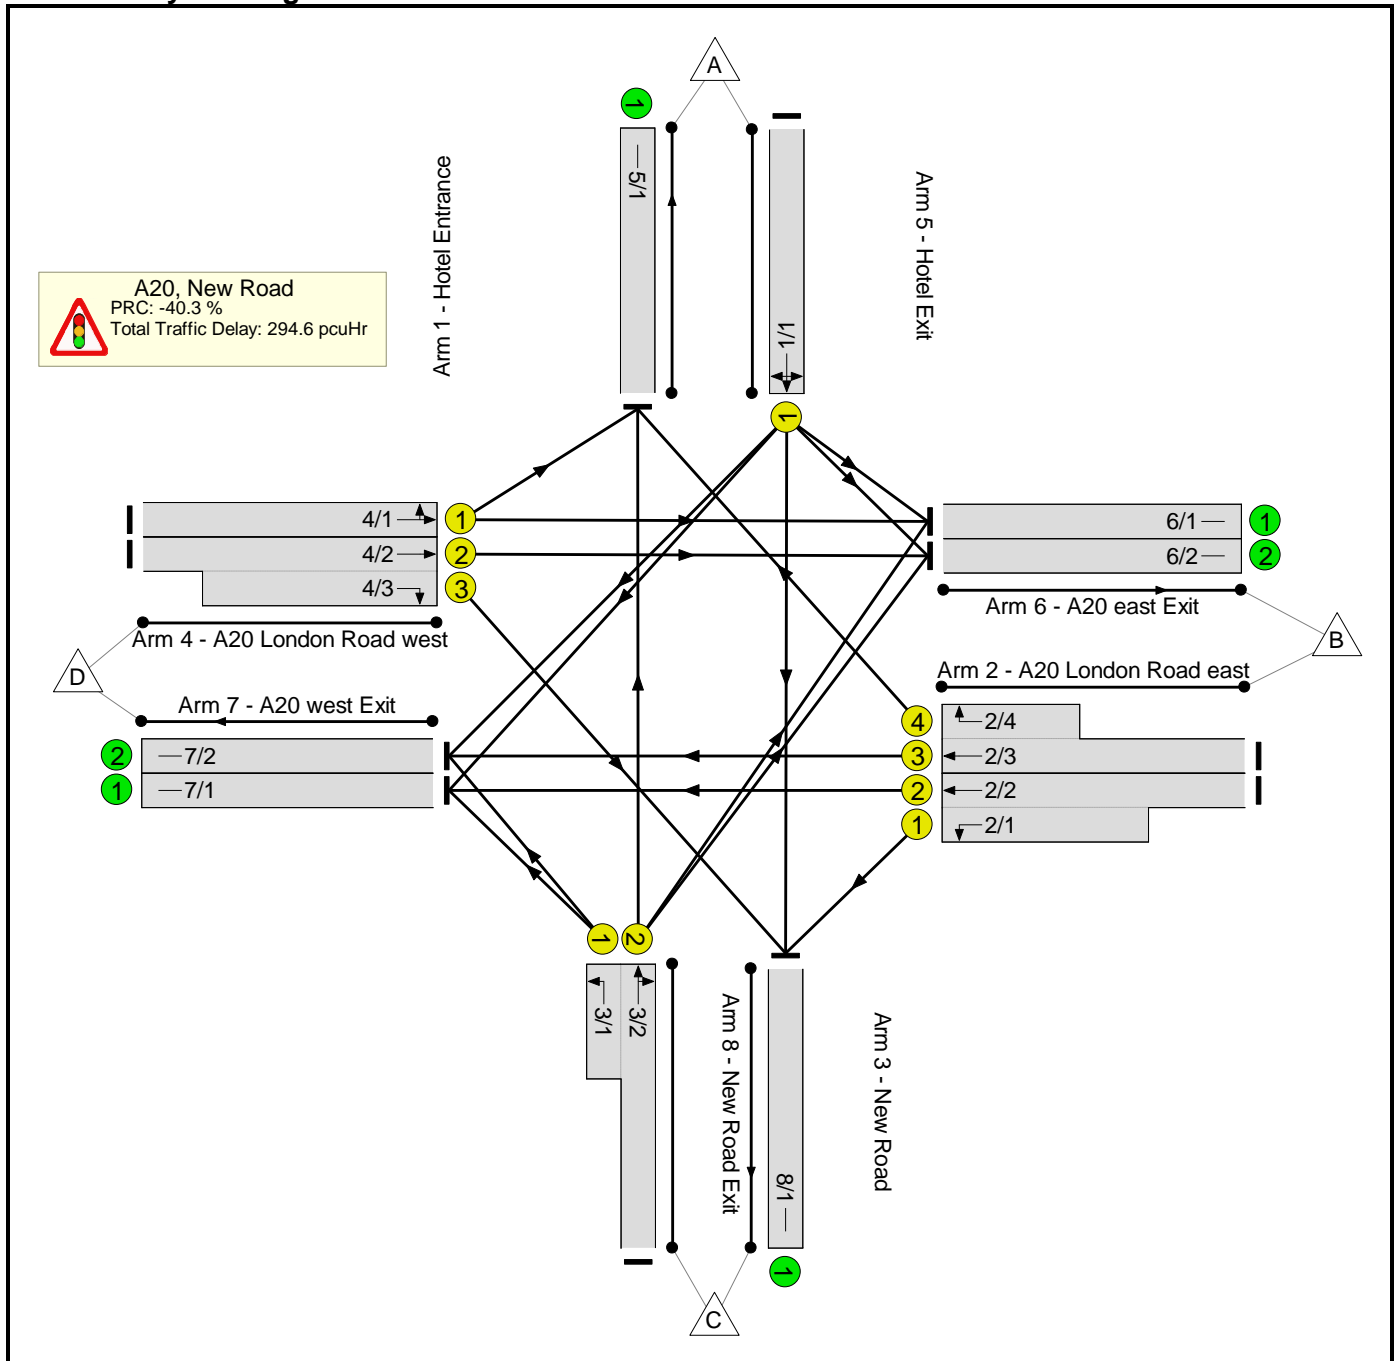 A
1
5/1
Arm 1 - Hotel Entrance
1/1
Arm 5 - Hotel Exit
A20, New Road
PRC: -40.3 %
Total Traffic Delay: 294.6 pcuHr
1
4/1
1
4/2
2
4/3
3
Arm 4 - A20 London Road west
6/1
1
6/2
2
Arm 6 - A20 east Exit
D
B
Arm 7 - A20 west Exit
Arm 2 - A20 London Road east
2
7/2
1
7/1
4
2/4
3
2/3
2
2/2
1
2/1
1
2
3/1
3/2
Arm 8 - New Road Exit
8/1
Arm 3 - New Road
1
C